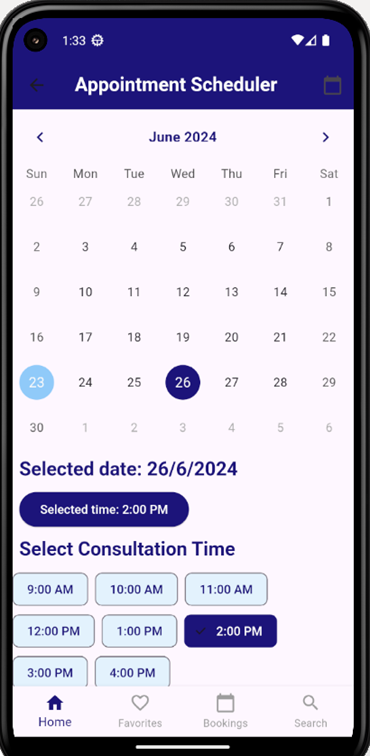 1:33
Appointment Scheduler
June 2024
Sun Mon Tue Wed Thu Fri Sat
26 27 28 29 30 31 1
2 3 4 5 6 7 8
9 10 11 12 13 14 15
16 17 18 19 20 21 22
23 24 25 26 27 28 29
30 1 2 3 4 5 6
Selected date: 26/6/2024
Selected time: 2:00 PM
Select Consultation Time
9:00 AM 10:00 AM 11:00 AM
12:00 PM 1:00 PM 2:00 PM
3:00 PM 4:00 PM
Home Favorites Bookings Search